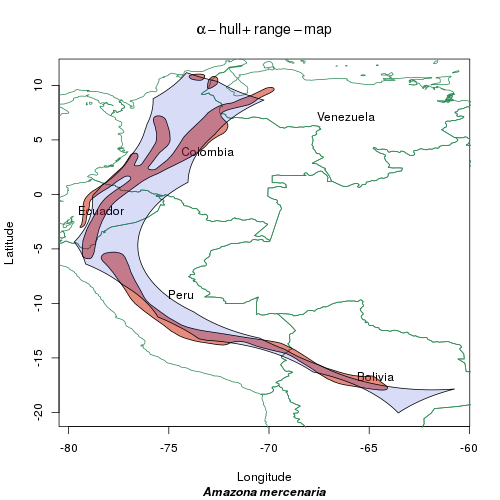 α− hull+ range −map
Latitude
10
5
0
-5
-10
-15
-20
Venezuela
Colombia
Ecuador
Peru
Bolivia
-80 -75 -70 -65 -60
Longitude
Amazona mercenaria